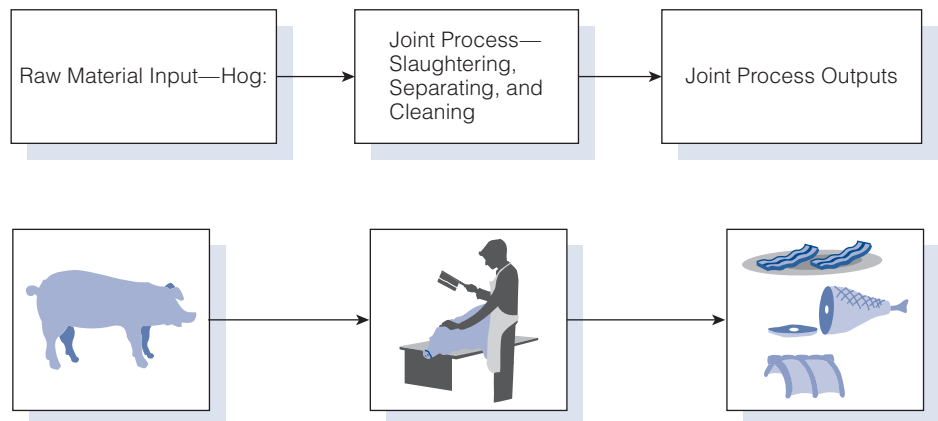 Raw Material Input—Hog:
Joint Process—
Slaughtering,
Separating, and
Cleaning
Joint Process Outputs